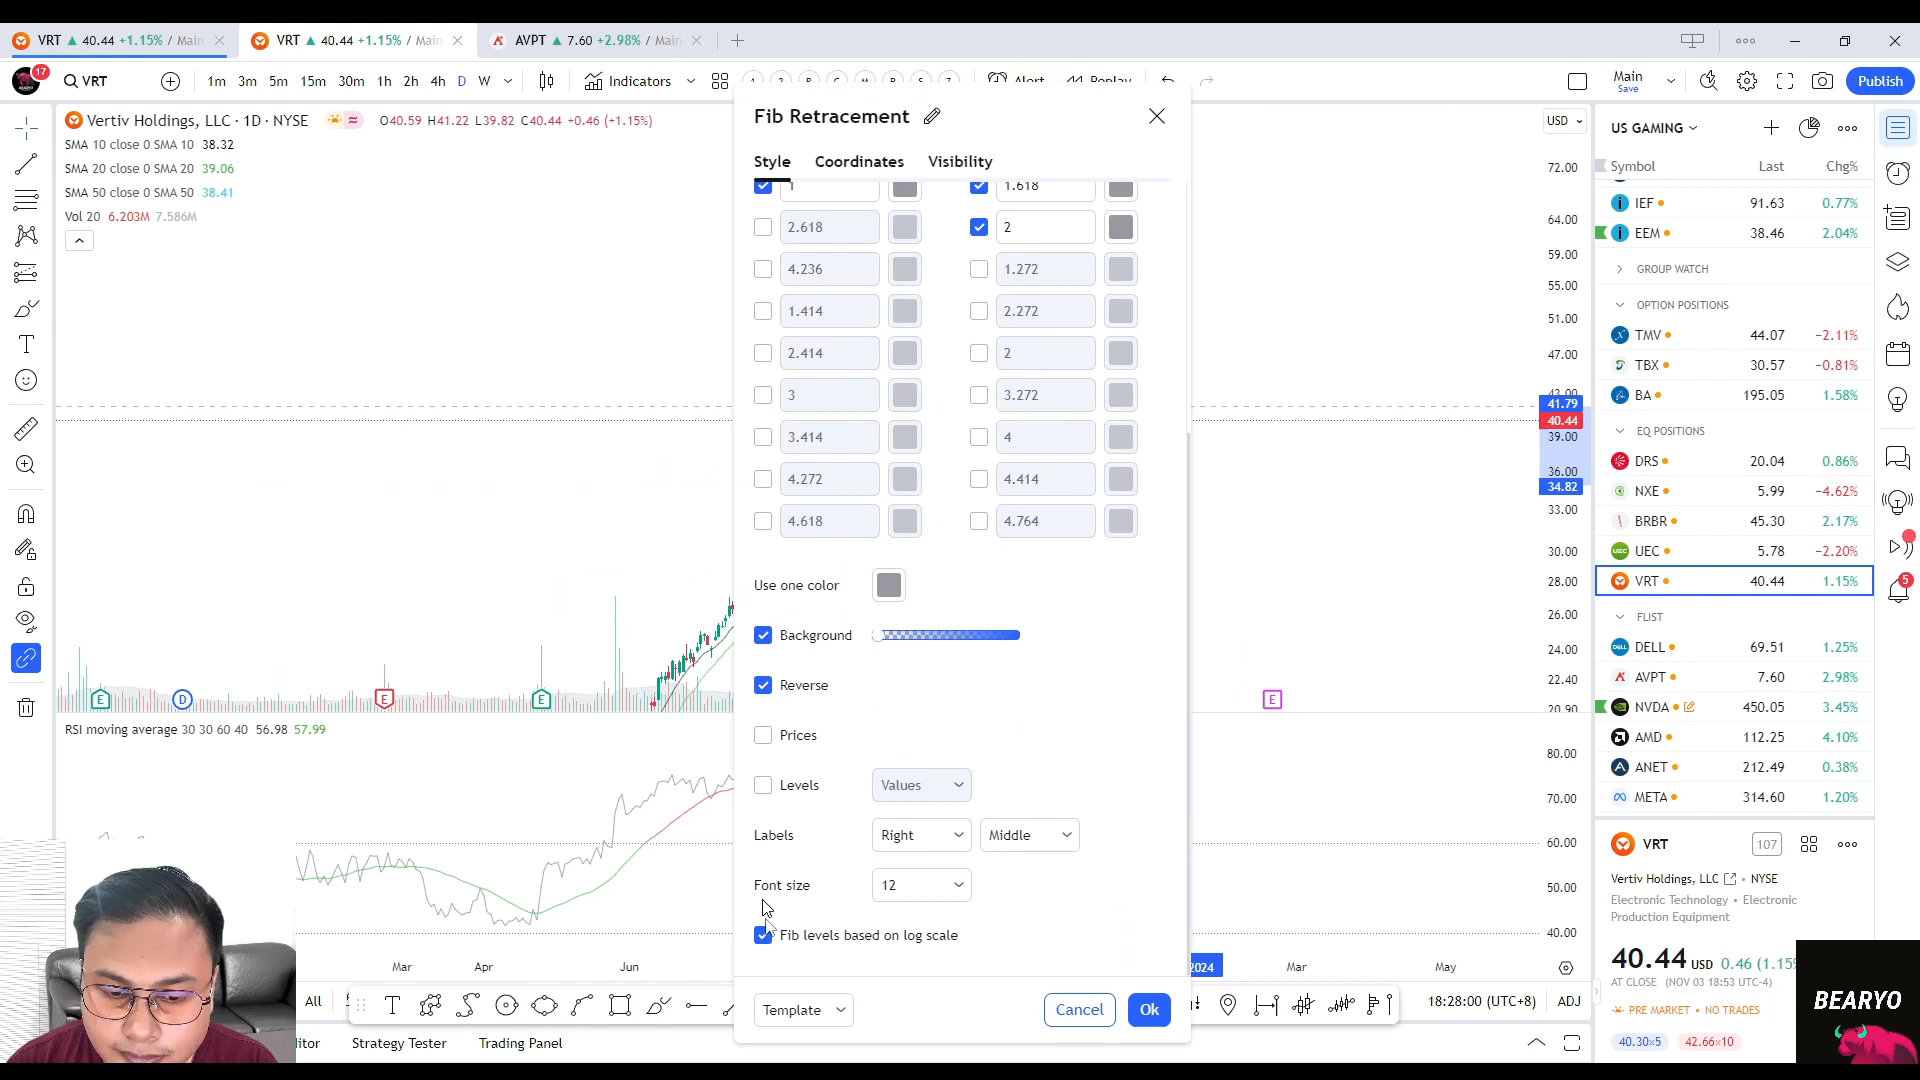 VRT ▲ 40.44 +1.15% / Main
VRT ▲ 40.44 +1.15% / Main
AVPT ▲ 7.60 +2.98% / Main
17
VRT
1m 3m 5m 15m 30m 1h 2h 4h D W
Indicators
Alert
Replay
Main
Save
Publish
Vertiv Holdings, LLC · 1D · NYSE
O40.59 H41.22 L39.82 C40.44 +0.46 (+1.15%)
SMA 10 close 0 SMA 10 38.32
SMA 20 close 0 SMA 20 39.06
SMA 50 close 0 SMA 50 38.41
Vol 20 6.203M 7.586M
Fib Retracement
Style Coordinates Visibility
1 1.618
2.618 2
4.236 1.272
1.414 2.272
2.414 2
3 3.272
3.414 4
4.272 4.414
4.618 4.764
Use one color
Background
Reverse
Prices
Levels Values
Labels Right Middle
Font size 12
Fib levels based on log scale
Template
Cancel
Ok
USD
72.00
64.00
59.00
55.00
51.00
47.00
43.00
41.79
40.44
39.00
36.00
34.82
33.00
30.00
28.00
26.00
24.00
22.40
20.90
E D E E E
RSI moving average 30 30 60 40 56.98 57.99
80.00
70.00
60.00
50.00
40.00
Mar Apr Jun 2024 Mar May
All
18:28:00 (UTC+8) ADJ
itor Strategy Tester Trading Panel
US GAMING
Symbol Last Chg%
IEF 91.63 0.77%
EEM 38.46 2.04%
GROUP WATCH
OPTION POSITIONS
TMV 44.07 −2.11%
TBX 30.57 −0.81%
BA 195.05 1.58%
EQ POSITIONS
DRS 20.04 0.86%
NXE 5.99 −4.62%
BRBR 45.30 2.17%
UEC 5.78 −2.20%
VRT 40.44 1.15%
FLIST
DELL 69.51 1.25%
AVPT 7.60 2.98%
NVDA 450.05 3.45%
AMD 112.25 4.10%
ANET 212.49 0.38%
META 314.60 1.20%
VRT 107
Vertiv Holdings, LLC • NYSE
Electronic Technology • Electronic
Production Equipment
40.44 USD 0.46 (1.15%
AT CLOSE (NOV 03 18:53 UTC-4)
PRE MARKET • NO TRADES
40.30×5 42.66×10
5
BEARYO